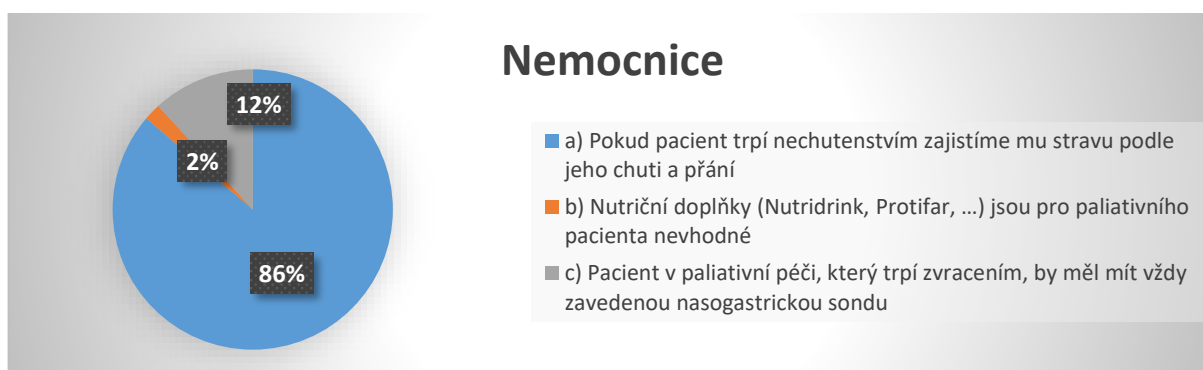 Nemocnice
12%
2%
86%
a) Pokud pacient trpí nechutenstvím zajistíme mu stravu podle
jeho chuti a přání
b) Nutriční doplňky (Nutridrink, Protifar, …) jsou pro paliativního
pacienta nevhodné
c) Pacient v paliativní péči, který trpí zvracením, by měl mít vždy
zavedenou nasogastrickou sondu